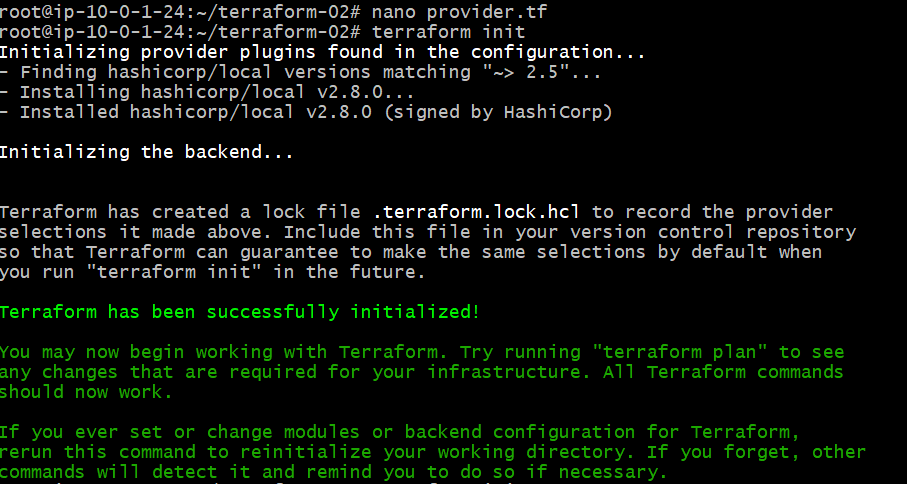 root@ip-10-0-1-24:~/terraform-02# nano provider.tf
root@ip-10-0-1-24:~/terraform-02# terraform init
Initializing provider plugins found in the configuration...
- Finding hashicorp/local versions matching "~> 2.5"...
- Installing hashicorp/local v2.8.0...
- Installed hashicorp/local v2.8.0 (signed by HashiCorp)
Initializing the backend...
Terraform has created a lock file .terraform.lock.hcl to record the provider
selections it made above. Include this file in your version control repository
so that Terraform can guarantee to make the same selections by default when
you run "terraform init" in the future.
Terraform has been successfully initialized!
You may now begin working with Terraform. Try running "terraform plan" to see
any changes that are required for your infrastructure. All Terraform commands
should now work.
If you ever set or change modules or backend configuration for Terraform,
rerun this command to reinitialize your working directory. If you forget, other
commands will detect it and remind you to do so if necessary.